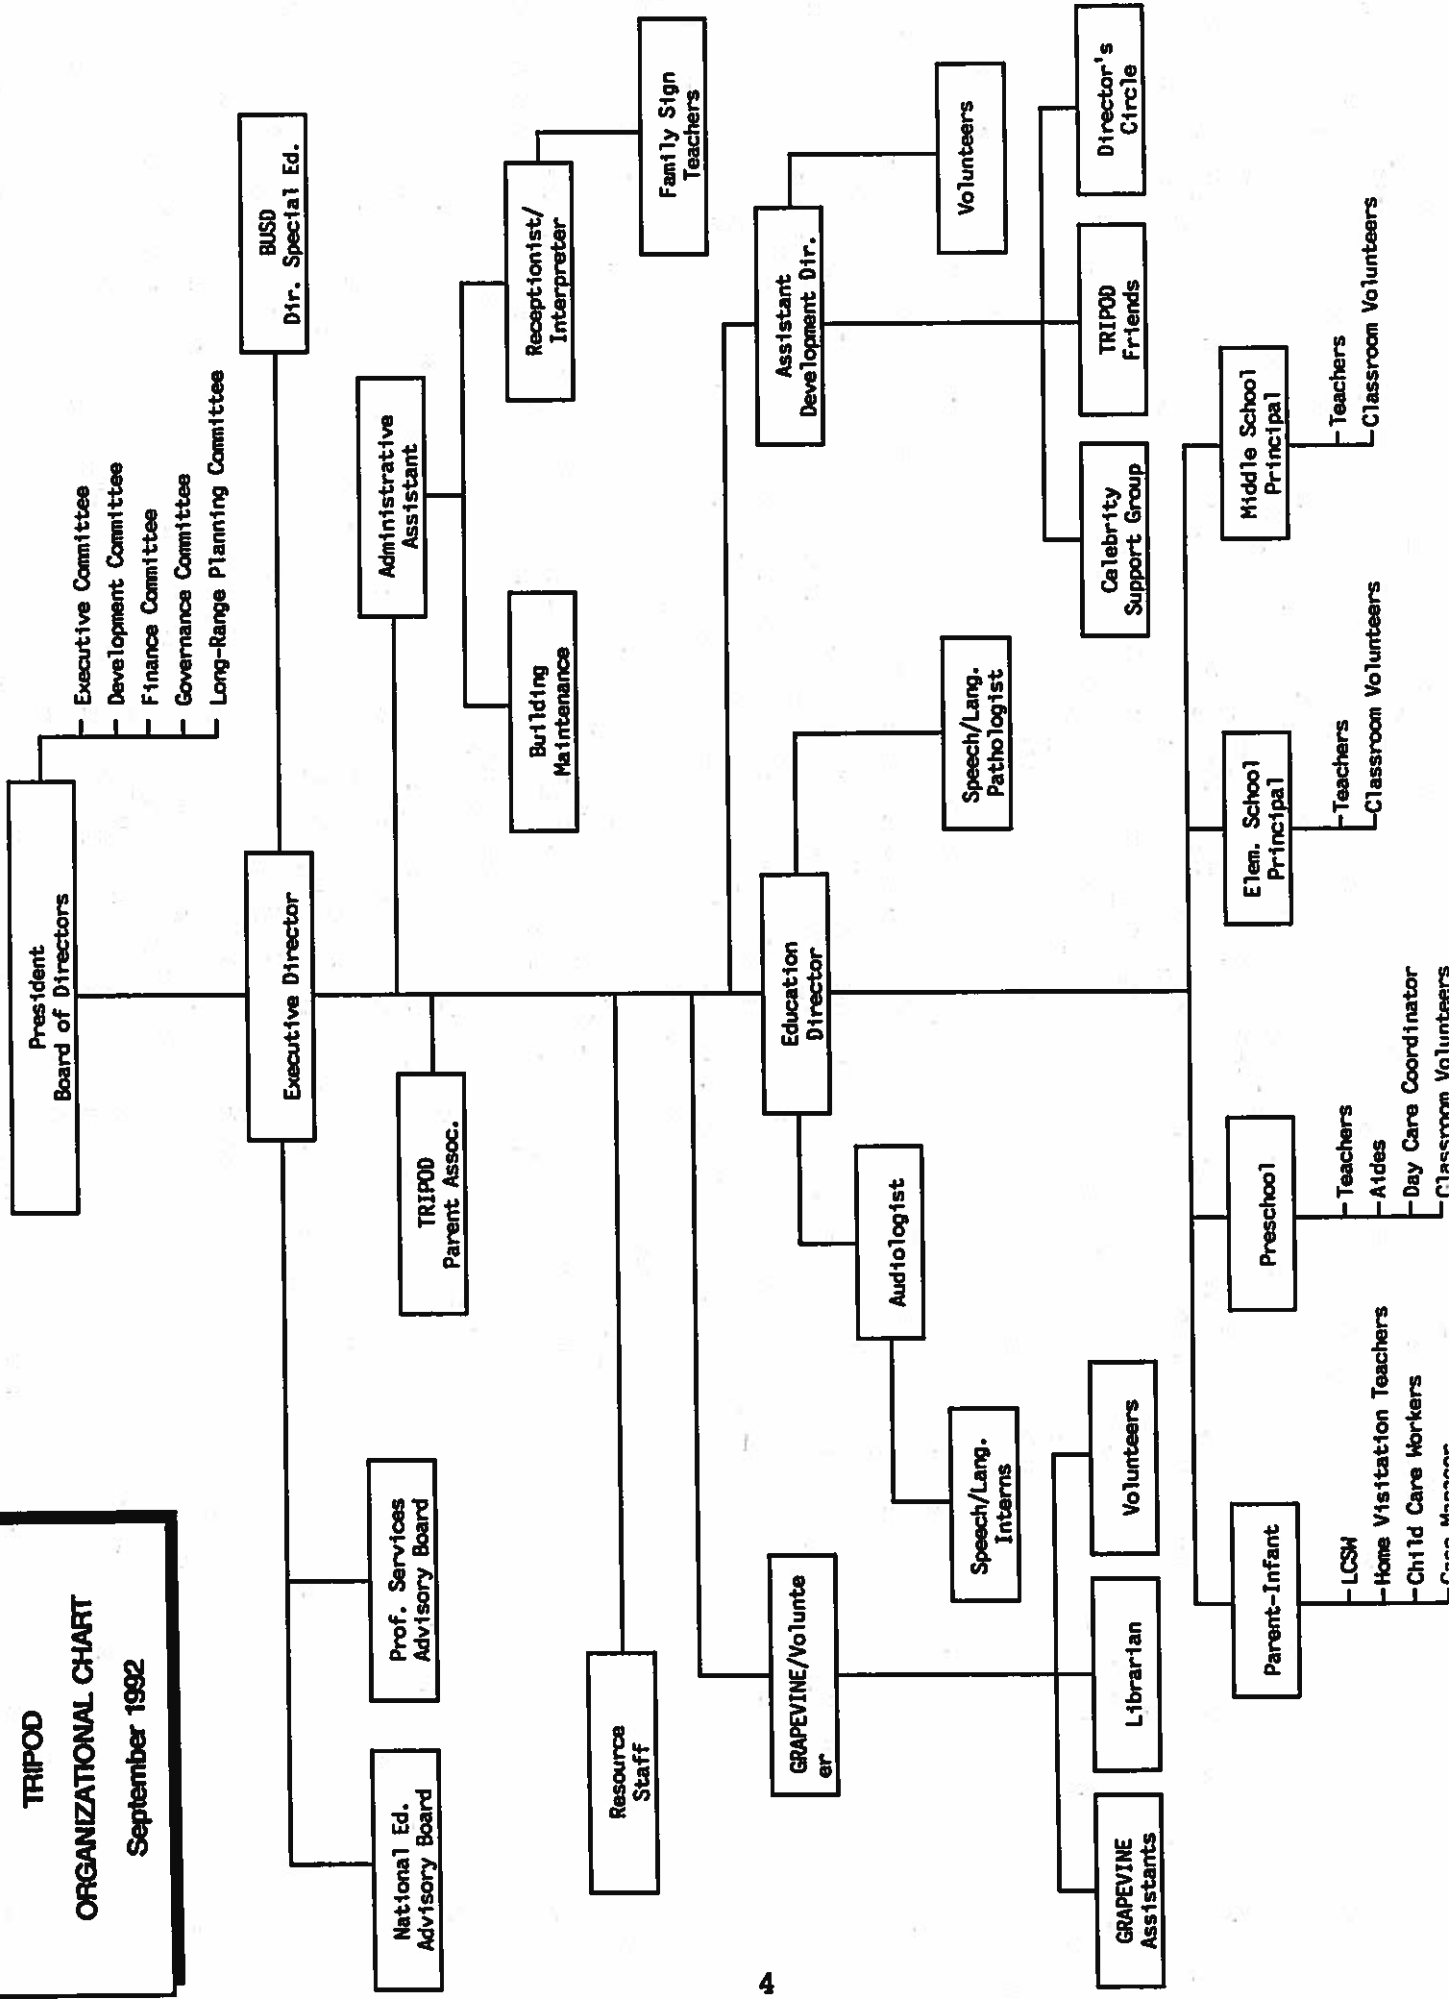 TRIPOD
ORGANIZATIONAL CHART
September 1992
President
Board of Directors
Executive Committee
Development Committee
Finance Committee
Governance Committee
Long-Range Planning Committee
Executive Director
BUSD
Dir. Special Ed.
National Ed.
Advisory Board
Prof. Services
Advisory Board
TRIPOD
Parent Assoc.
Administrative
Assistant
Building
Maintenance
Receptionist/
Interpreter
Family Sign
Teachers
Resource
Staff
GRAPEVINE/Volunte
er
Education
Director
Assistant
Development Dir.
Audiologist
Speech/Lang.
Interns
Speech/Lang.
Pathologist
Volunteers
GRAPEVINE
Assistants
Librarian
Volunteers
Celebrity
Support Group
TRIPOD
Friends
Director's
Circle
Parent-Infant
LCSW
Home Visitation Teachers
Child Care Workers
Case Manager
Preschool
Teachers
Aides
Day Care Coordinator
Classroom Volunteers
Elem. School
Principal
Teachers
Classroom Volunteers
Middle School
Principal
Teachers
Classroom Volunteers
4